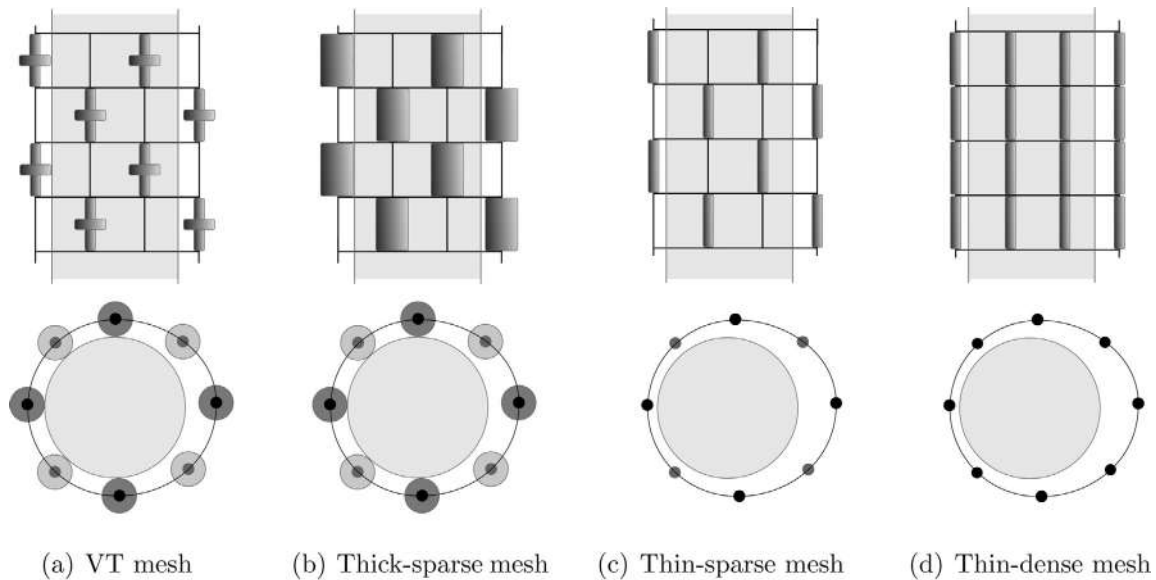 (a) VT mesh
(b) Thick-sparse mesh
(c) Thin-sparse mesh
(d) Thin-dense mesh